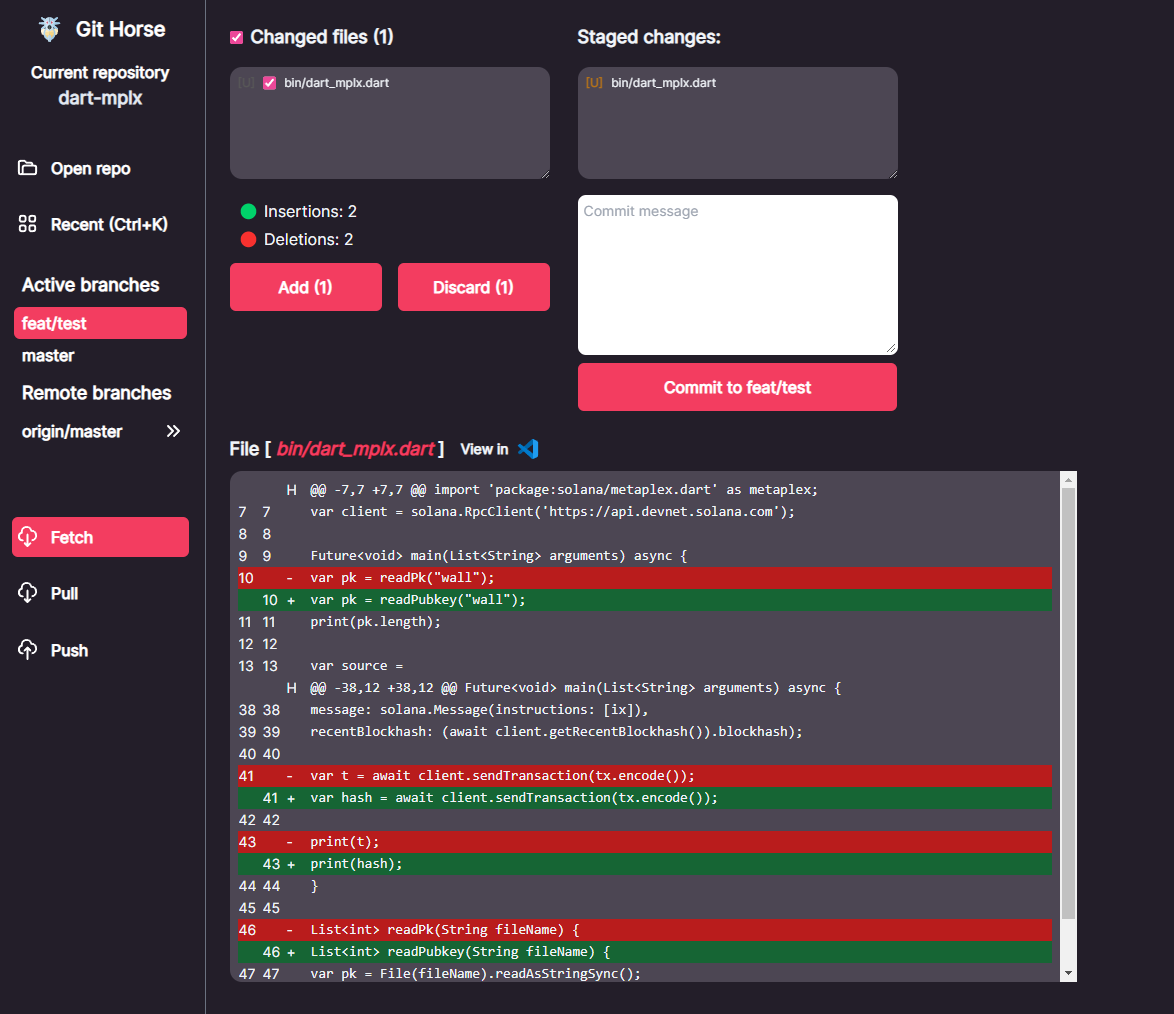 Git Horse
Current repository
dart-mplx
Open repo
Recent (Ctrl+K)
Active branches
feat/test
master
Remote branches
origin/master
Fetch
Pull
Push
Changed files (1)
[U] bin/dart_mplx.dart
Insertions: 2
Deletions: 2
Add (1) Discard (1)
Staged changes:
[U] bin/dart_mplx.dart
Commit message
Commit to feat/test
File [ bin/dart_mplx.dart ] View in
H @@ -7,7 +7,7 @@ import 'package:solana/metaplex.dart' as metaplex;
7 7 var client = solana.RpcClient('https://api.devnet.solana.com');
8 8
9 9 Future<void> main(List<String> arguments) async {
10 - var pk = readPk("wall");
10 + var pk = readPubkey("wall");
11 11 print(pk.length);
12 12
13 13 var source =
H @@ -38,12 +38,12 @@ Future<void> main(List<String> arguments) async {
38 38 message: solana.Message(instructions: [ix]),
39 39 recentBlockhash: (await client.getRecentBlockhash()).blockhash);
40 40
41 - var t = await client.sendTransaction(tx.encode());
41 + var hash = await client.sendTransaction(tx.encode());
42 42
43 - print(t);
43 + print(hash);
44 44 }
45 45
46 - List<int> readPk(String fileName) {
46 + List<int> readPubkey(String fileName) {
47 47 var pk = File(fileName).readAsStringSync();